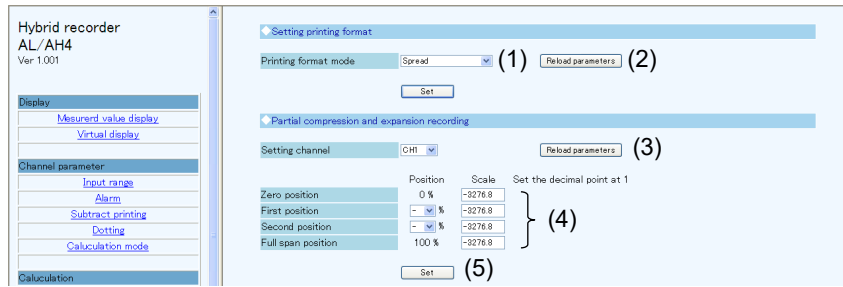 Hybrid recorder
AL/AH4
Ver 1.001
Display
Mesurerd value display
Virtual display
Channel parameter
Input range
Alarm
Subtract printing
Dotting
Caluculation mode
Caluculation
◇Setting printing format
Printing format mode Spread (1) Reload parameters (2)
Set
◇Partial compression and expansion recording
Setting channel CH1 Reload parameters (3)
Position Scale Set the decimal point at 1
Zero position 0 % -3276.8
First position - % -3276.8
Second position - % -3276.8
(4)
Full span position 100 % -3276.8
Set (5)